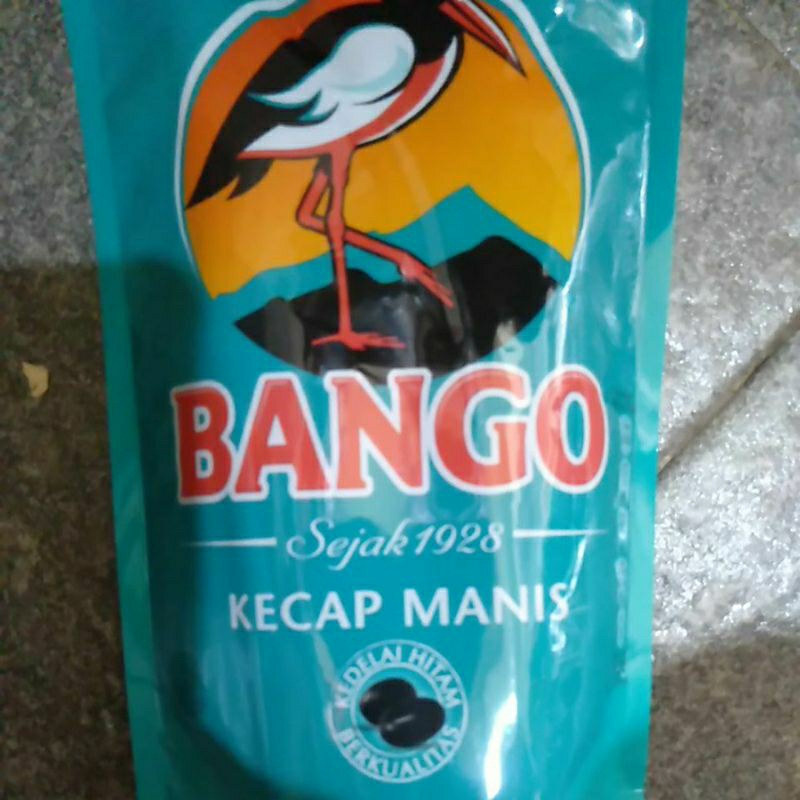 BANGO
Sejak 1928
KECAP MANIS
KEDELAI HITAM
BERKUALITAS